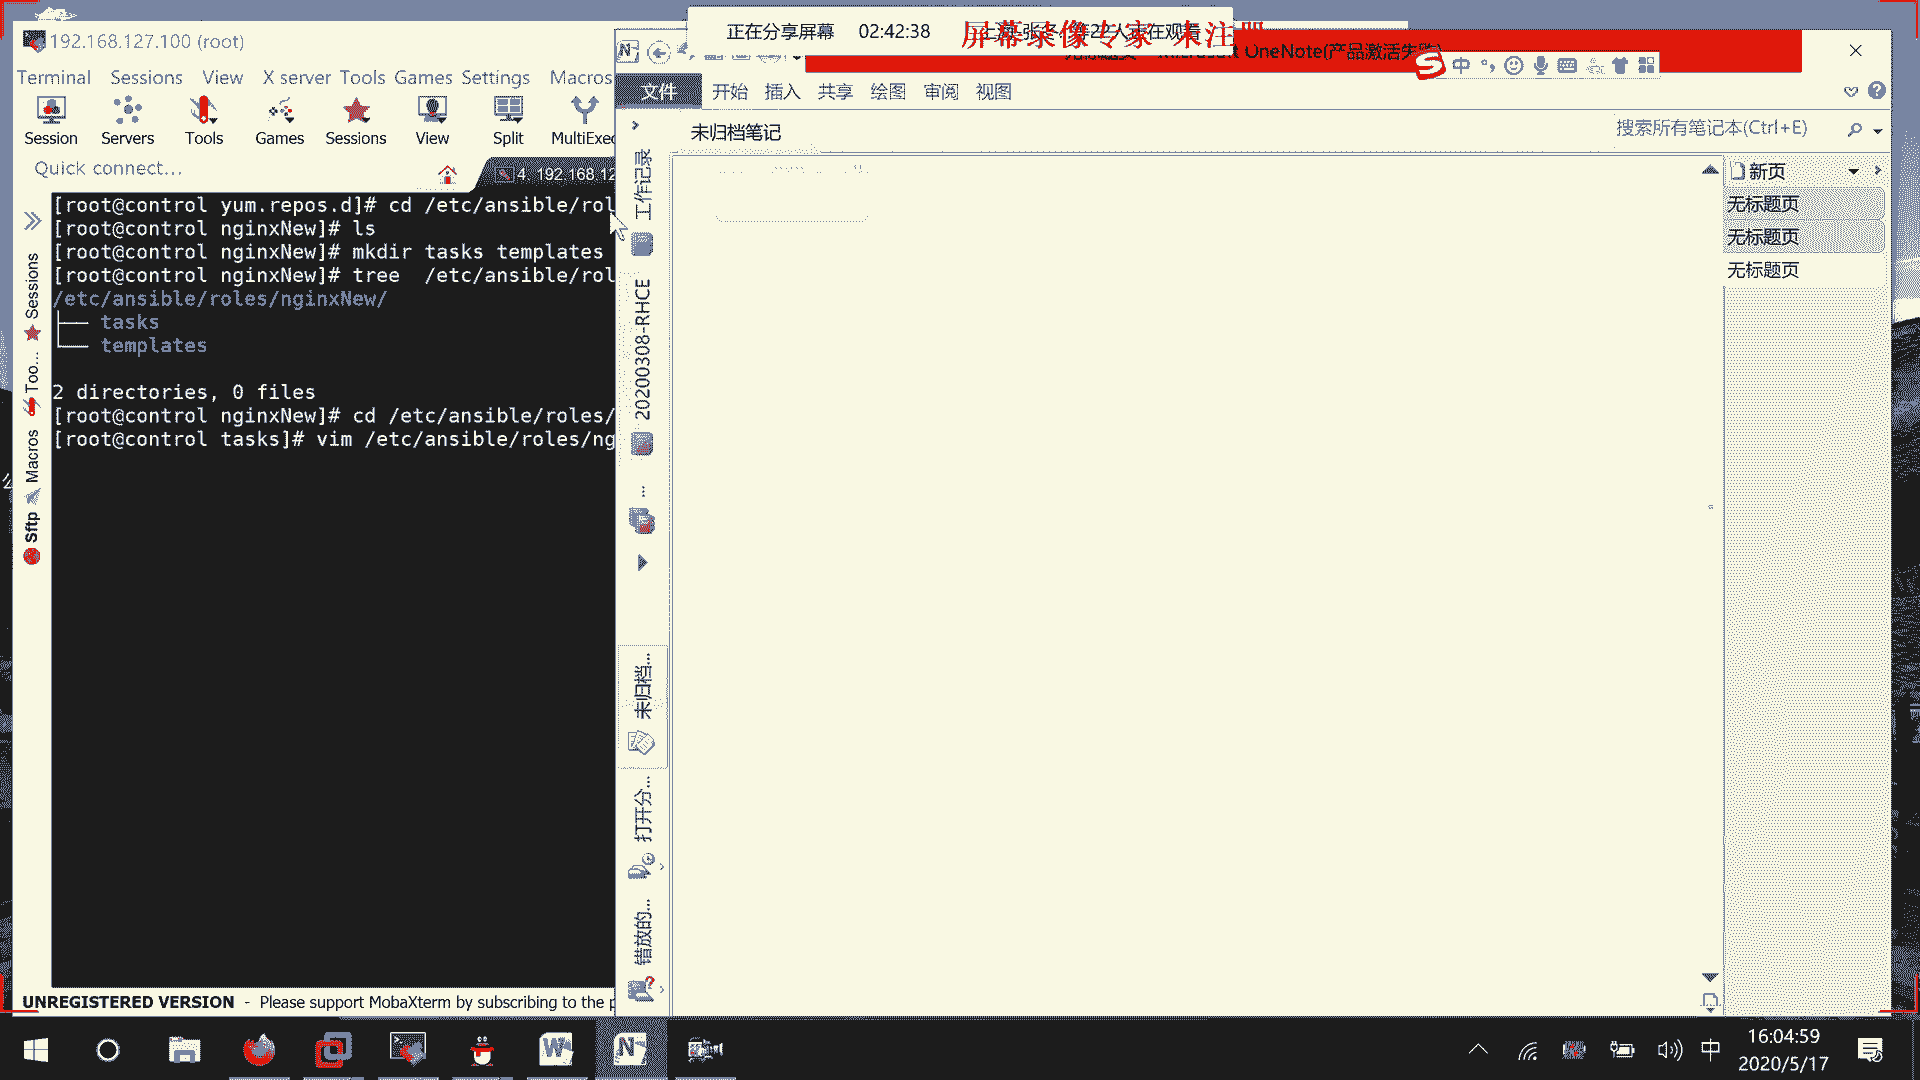 正在分享屏幕 02:42:38
屏幕录像专家 未注册
192.168.127.100 (root)
OneNote(产品激活失败)
中
Terminal Sessions View X server Tools Games Settings Macros
文件 开始 插入 共享 绘图 审阅 视图
Session Servers Tools Games Sessions View Split MultiExec
未归档笔记
搜索所有笔记本(Ctrl+E)
Quick connect...
4. 192.168.12
新页
无标题页
无标题页
无标题页
[root@control yum.repos.d]# cd /etc/ansible/rol
[root@control nginxNew]# ls
[root@control nginxNew]# mkdir tasks templates
[root@control nginxNew]# tree  /etc/ansible/rol
/etc/ansible/roles/nginxNew/
├── tasks
└── templates
2 directories, 0 files
[root@control nginxNew]# cd /etc/ansible/roles/
[root@control tasks]# vim /etc/ansible/roles/ng
Sessions
Too...
Macros
Sftp
工作记录
20200308-RHCE
...
未归档...
打开分...
错放的...
UNREGISTERED VERSION - Please support MobaXterm by subscribing to the p
中
16:04:59
2020/5/17